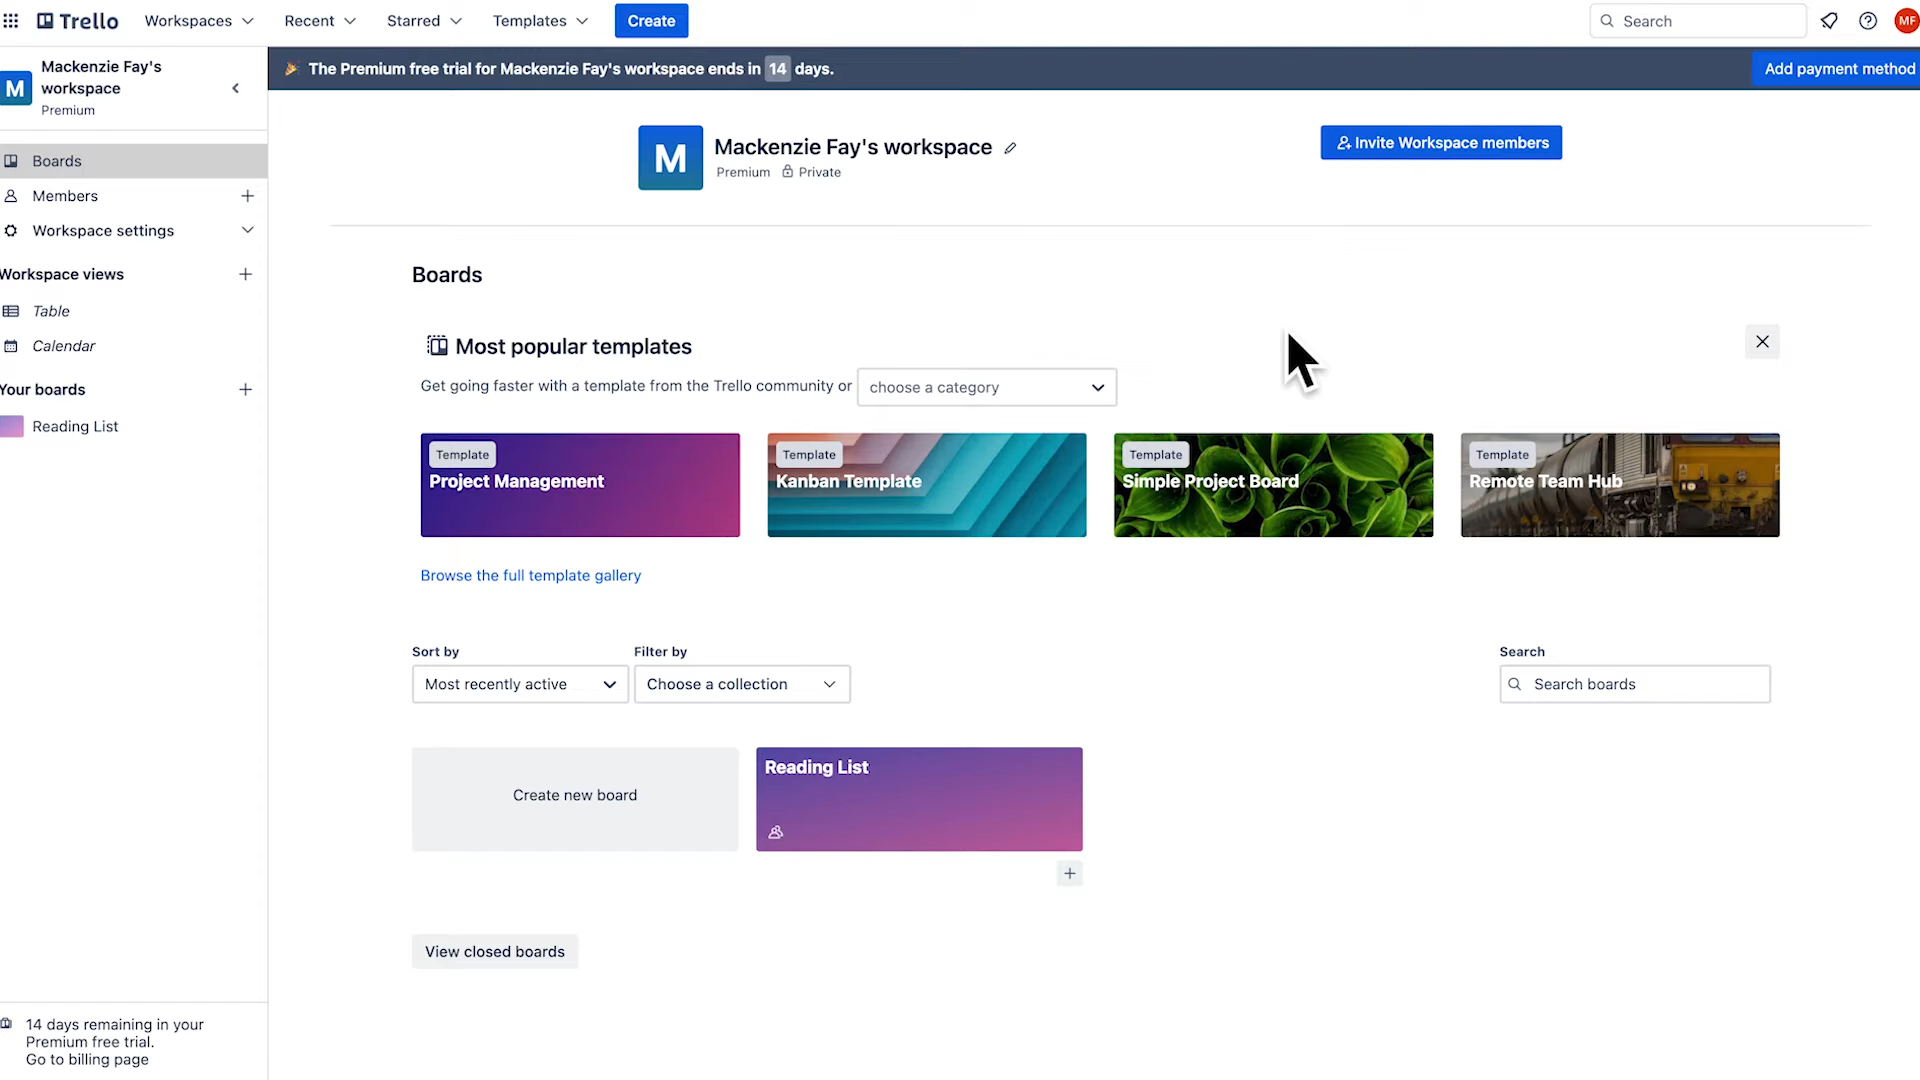 Trello
Workspaces
Recent
Starred
Templates
Create
Search
MF
M
Mackenzie Fay's
workspace
Premium
The Premium free trial for Mackenzie Fay's workspace ends in 14 days.
Add payment method
Boards
Members
Workspace settings
Workspace views
Table
Calendar
Your boards
Reading List
M
Mackenzie Fay's workspace
Premium
Private
Invite Workspace members
Boards
Most popular templates
Get going faster with a template from the Trello community or
choose a category
Template
Project Management
Template
Kanban Template
Template
Simple Project Board
Template
Remote Team Hub
Browse the full template gallery
Sort by
Most recently active
Filter by
Choose a collection
Search
Search boards
Create new board
Reading List
View closed boards
14 days remaining in your
Premium free trial.
Go to billing page